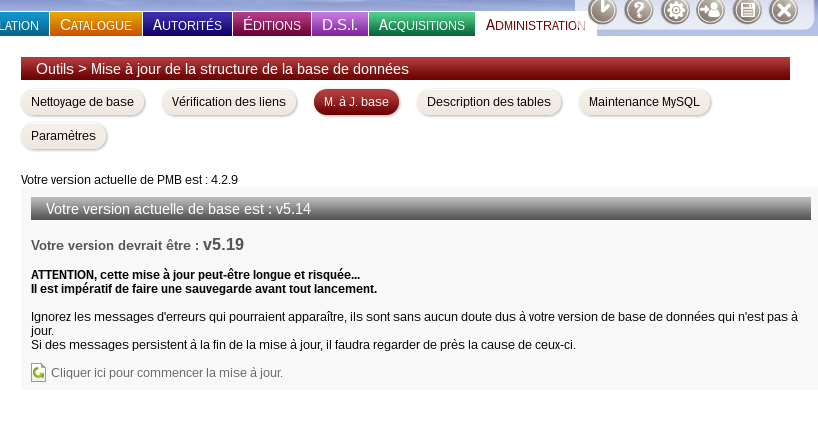 LATION CATALOGUE AUTORITÉS ÉDITIONS D.S.I. ACQUISITIONS ADMINISTRATION
Outils > Mise à jour de la structure de la base de données
Nettoyage de base Vérification des liens M. à J. base Description des tables Maintenance MySQL
Paramètres
Votre version actuelle de PMB est : 4.2.9
Votre version actuelle de base est : v5.14
Votre version devrait être : v5.19
ATTENTION, cette mise à jour peut-être longue et risquée...
Il est impératif de faire une sauvegarde avant tout lancement.
Ignorez les messages d'erreurs qui pourraient apparaître, ils sont sans aucun doute dus à votre version de base de données qui n'est pas à
jour.
Si des messages persistent à la fin de la mise à jour, il faudra regarder de près la cause de ceux-ci.
Cliquer ici pour commencer la mise à jour.